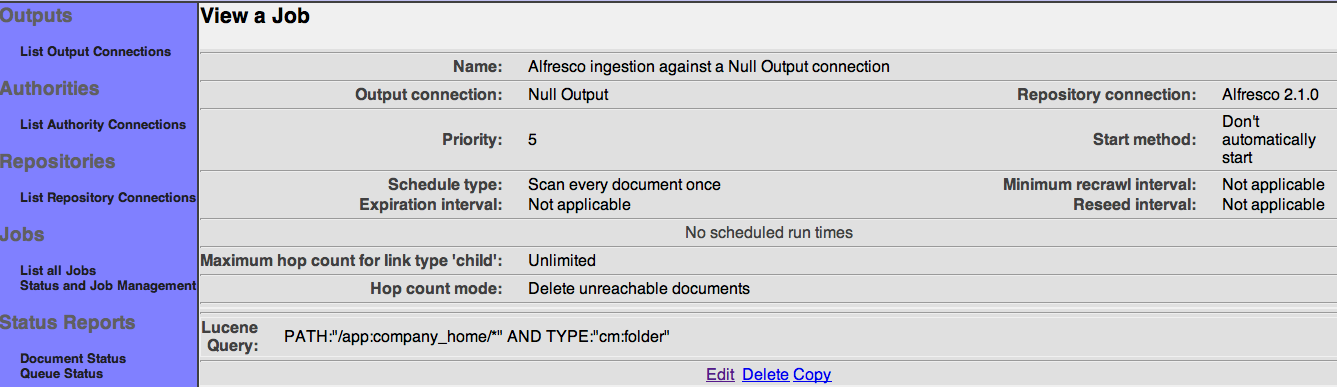 Outputs
List Output Connections
Authorities
List Authority Connections
Repositories
List Repository Connections
Jobs
List all Jobs
Status and Job Management
Status Reports
Document Status
Queue Status
View a Job
Name: Alfresco ingestion against a Null Output connection
Output connection: Null Output Repository connection: Alfresco 2.1.0
Priority: 5 Start method: Don't
automatically
start
Schedule type: Scan every document once Minimum recrawl interval: Not applicable
Expiration interval: Not applicable Reseed interval: Not applicable
No scheduled run times
Maximum hop count for link type 'child': Unlimited
Hop count mode: Delete unreachable documents
Lucene
Query: PATH:"/app:company_home/*" AND TYPE:"cm:folder"
Edit Delete Copy